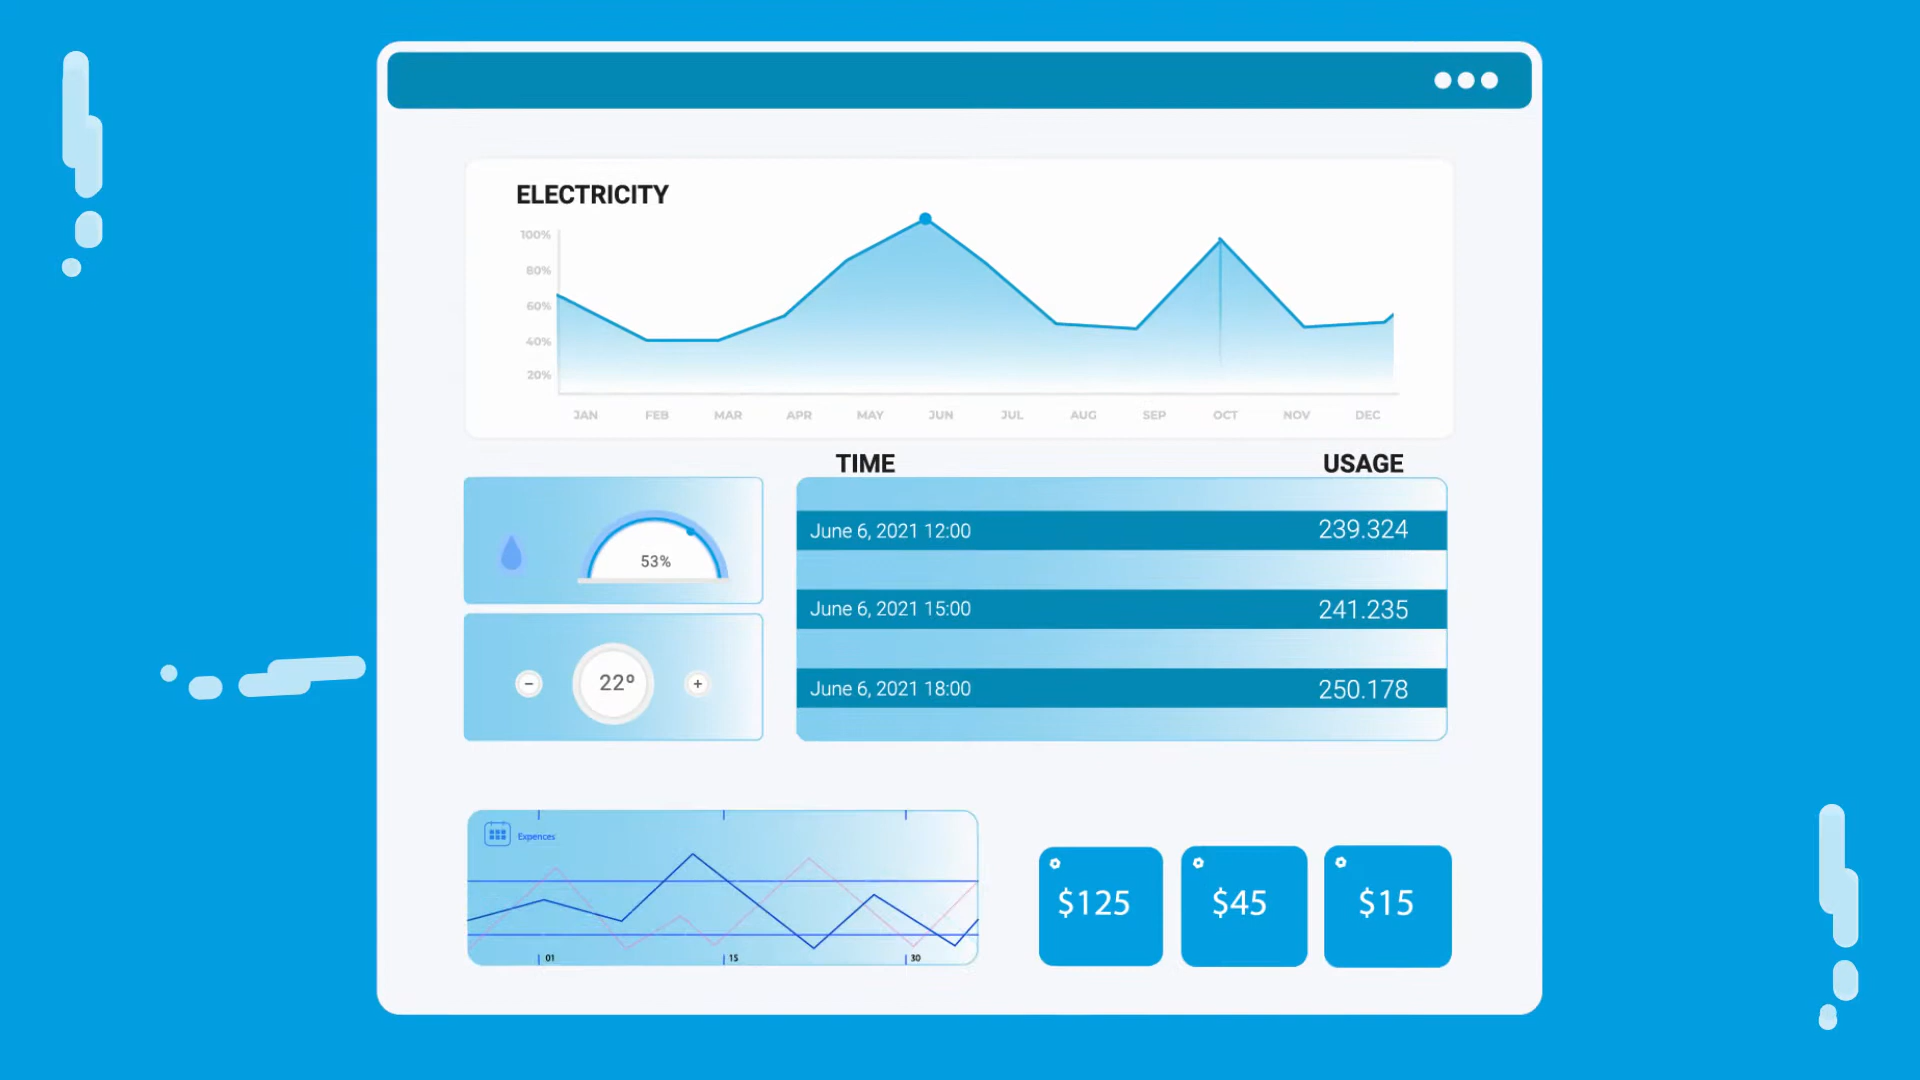 ELECTRICITY
100%
80%
60%
40%
20%
JAN FEB MAR APR MAY JUN JUL AUG SEP OCT NOV DEC
TIME USAGE
June 6, 2021 12:00 239.324
June 6, 2021 15:00 241.235
June 6, 2021 18:00 250.178
53%
− 22° +
Expences
01 15 30
$125 $45 $15